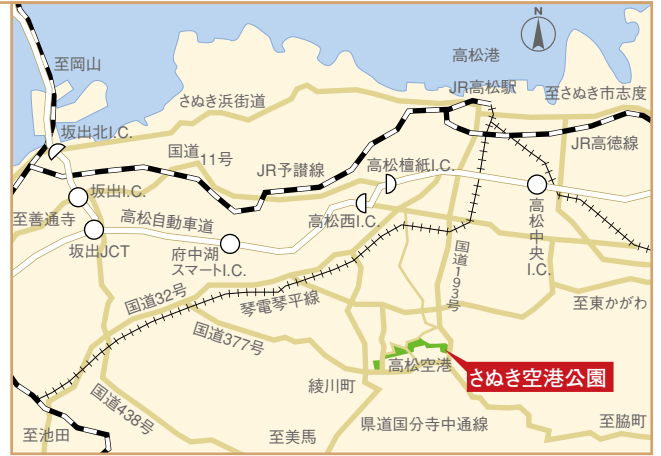 N
高松港
至岡山
JR高松駅
至さぬき市志度
さぬき浜街道
坂出北I.C.
国道11号
JR高徳線
JR予讃線
高松檀紙I.C.
坂出I.C.
至善通寺
高松自動車道
高松西I.C.
高松中央I.C.
坂出JCT
府中湖
スマートI.C.
国道193号
国道32号
琴電琴平線
至東かがわ
国道377号
高松空港
さぬき空港公園
綾川町
国道438号
県道国分寺中通線
至脇町
至池田
至美馬